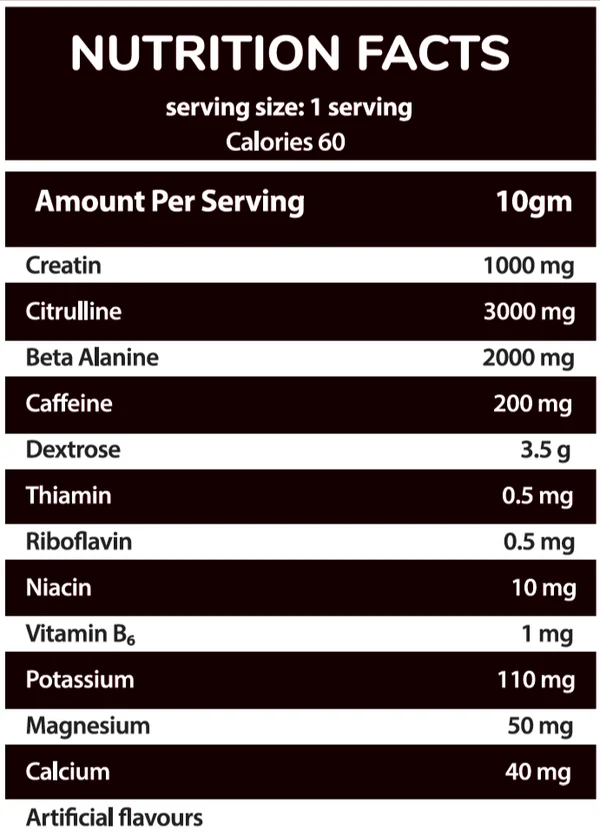 NUTRITION FACTS
serving size: 1 serving
Calories 60
Amount Per Serving 10gm
Creatin 1000 mg
Citrulline 3000 mg
Beta Alanine 2000 mg
Caffeine 200 mg
Dextrose 3.5 g
Thiamin 0.5 mg
Riboflavin 0.5 mg
Niacin 10 mg
Vitamin B₆ 1 mg
Potassium 110 mg
Magnesium 50 mg
Calcium 40 mg
Artificial flavours